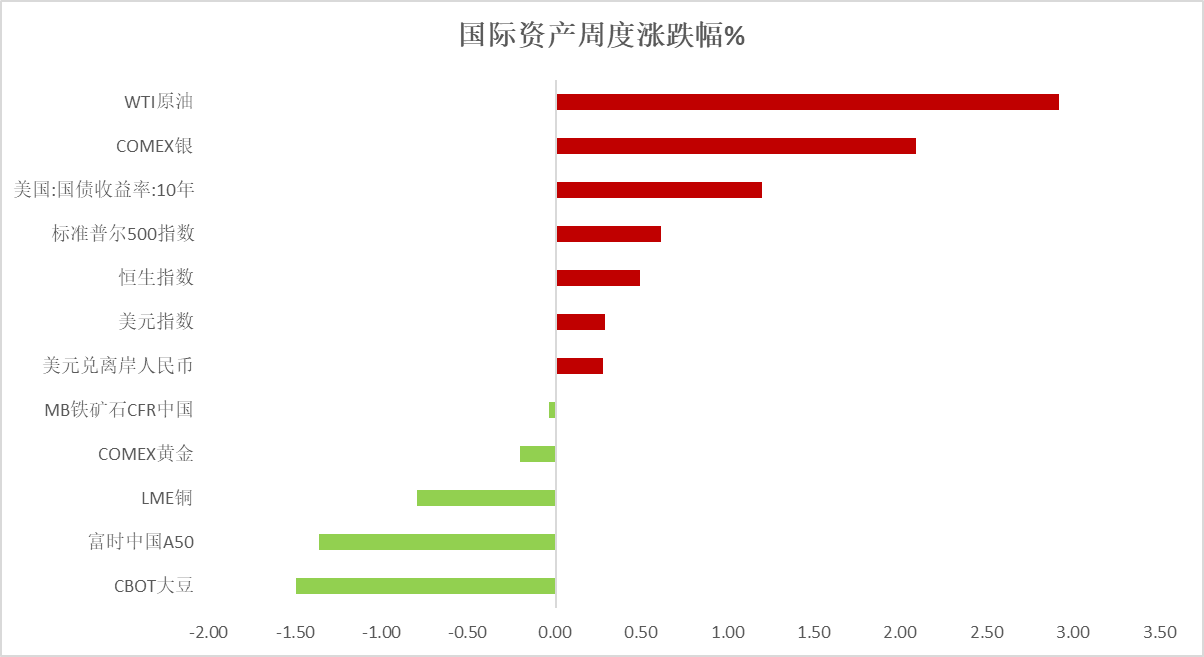 国际资产周度涨跌幅%
WTI原油
COMEX银
美国:国债收益率:10年
标准普尔500指数
恒生指数
美元指数
美元兑离岸人民币
MB铁矿石CFR中国
COMEX黄金
LME铜
富时中国A50
CBOT大豆
-2.00 -1.50 -1.00 -0.50 0.00 0.50 1.00 1.50 2.00 2.50 3.00 3.50